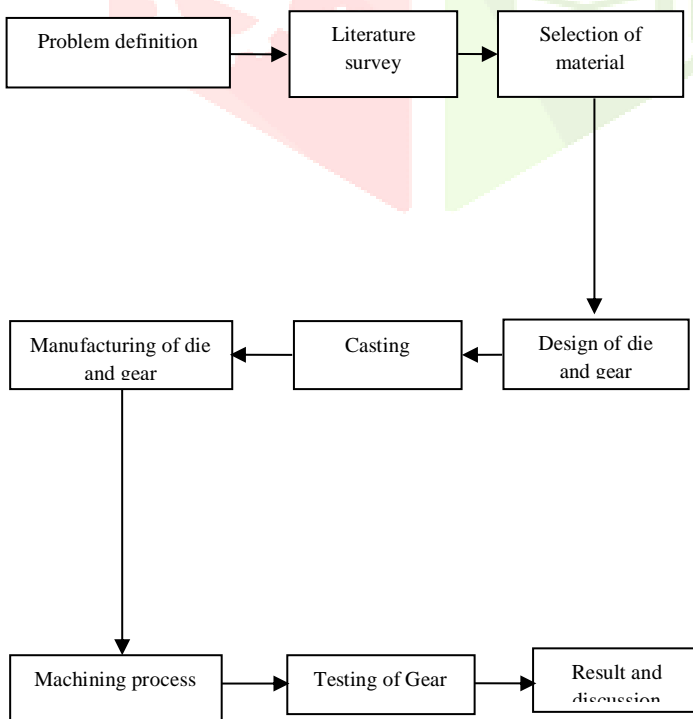 Problem definition
Literature
survey
Selection of
material
Design of die
and gear
Casting
Manufacturing of die
and gear
Machining process
Testing of Gear
Result and
discussion